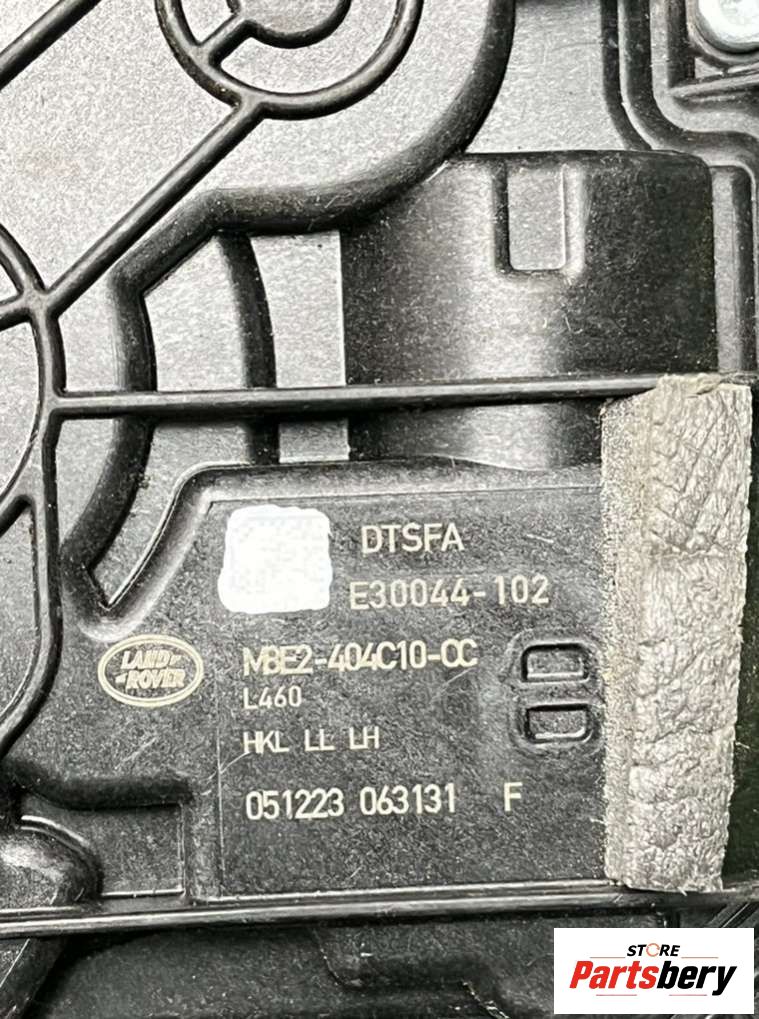 DTSFA
E30044-102
LAND
ROVER
M8E2-404C10-CC
L460
HKL LL LH
051223 063131 F
STORE
Partsbery